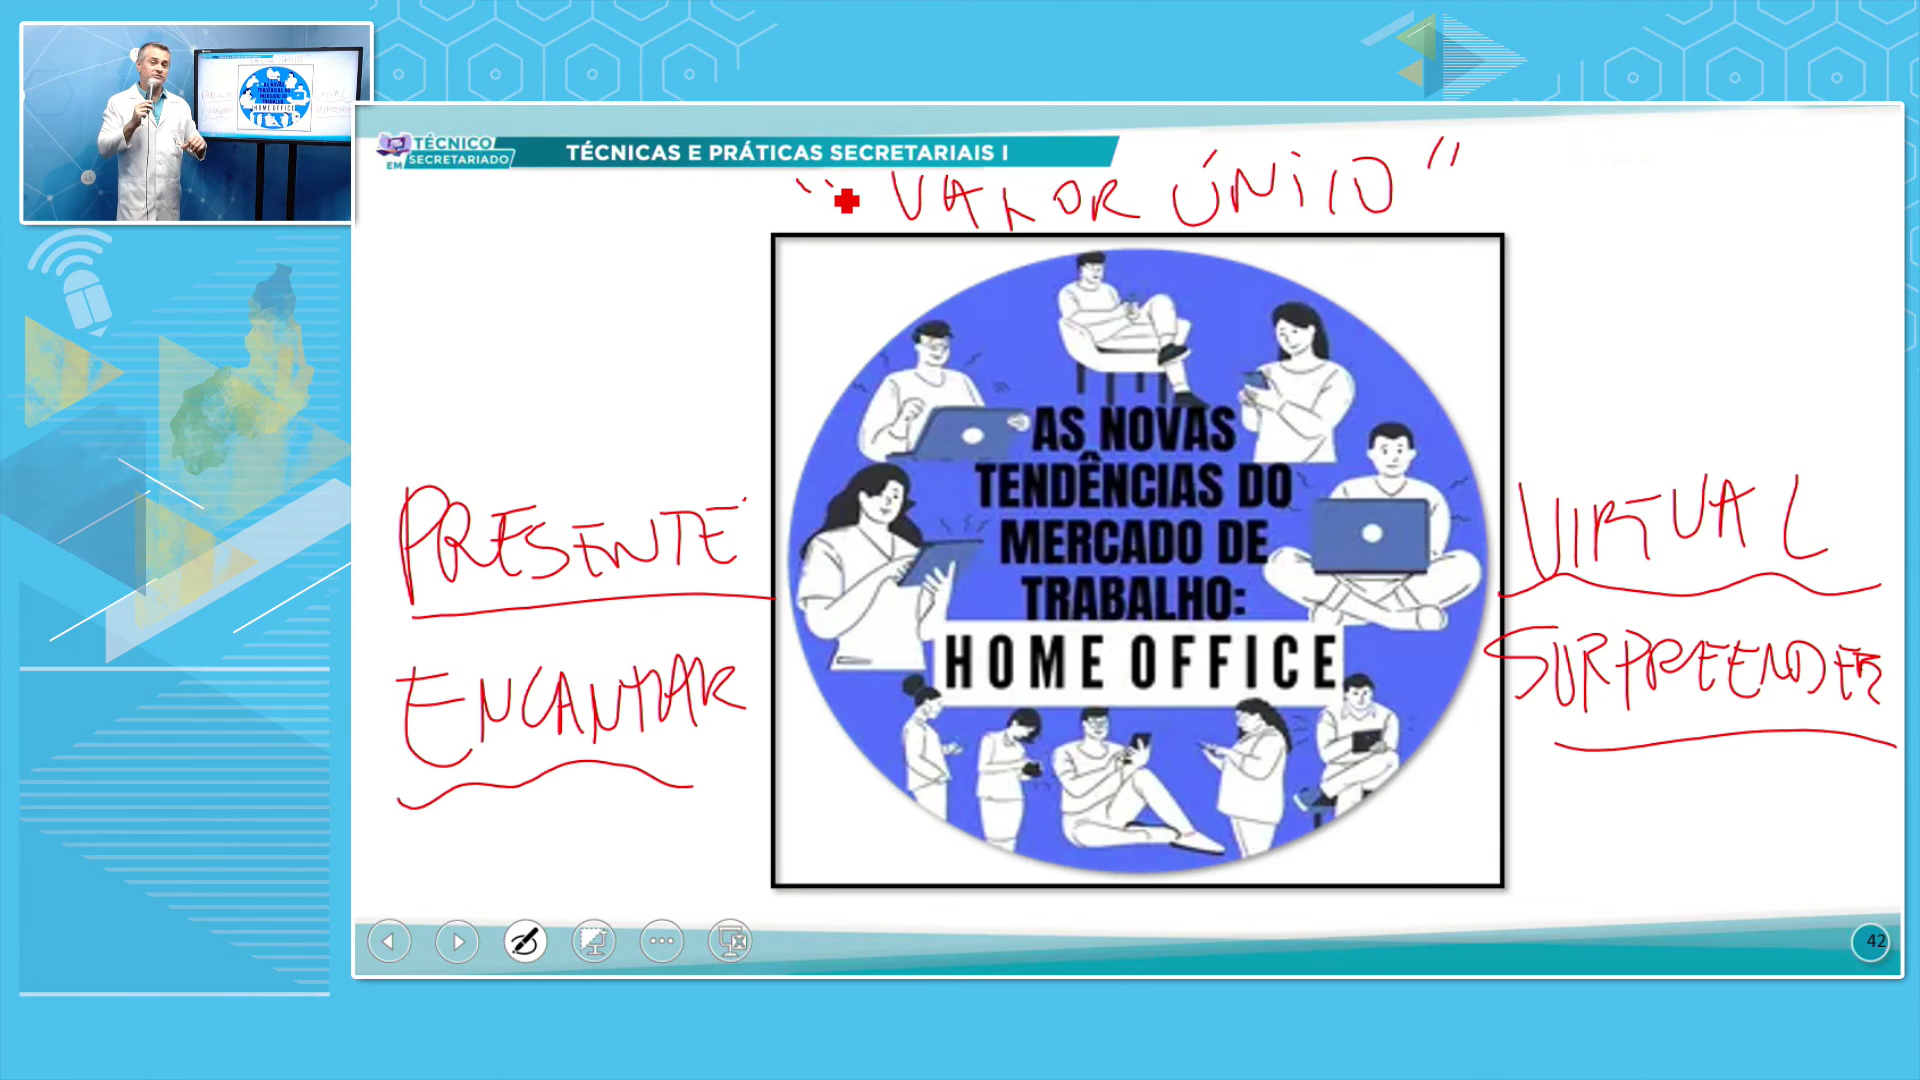 TÉCNICO
EM SECRETARIADO
TÉCNICAS E PRÁTICAS SECRETARIAIS I
"VALOR ÚNICO"
AS NOVAS
TENDÊNCIAS DO
MERCADO DE
TRABALHO:
HOME OFFICE
PRESENTE
ENCANTAR
VIRTUAL
SURPREENDER
42